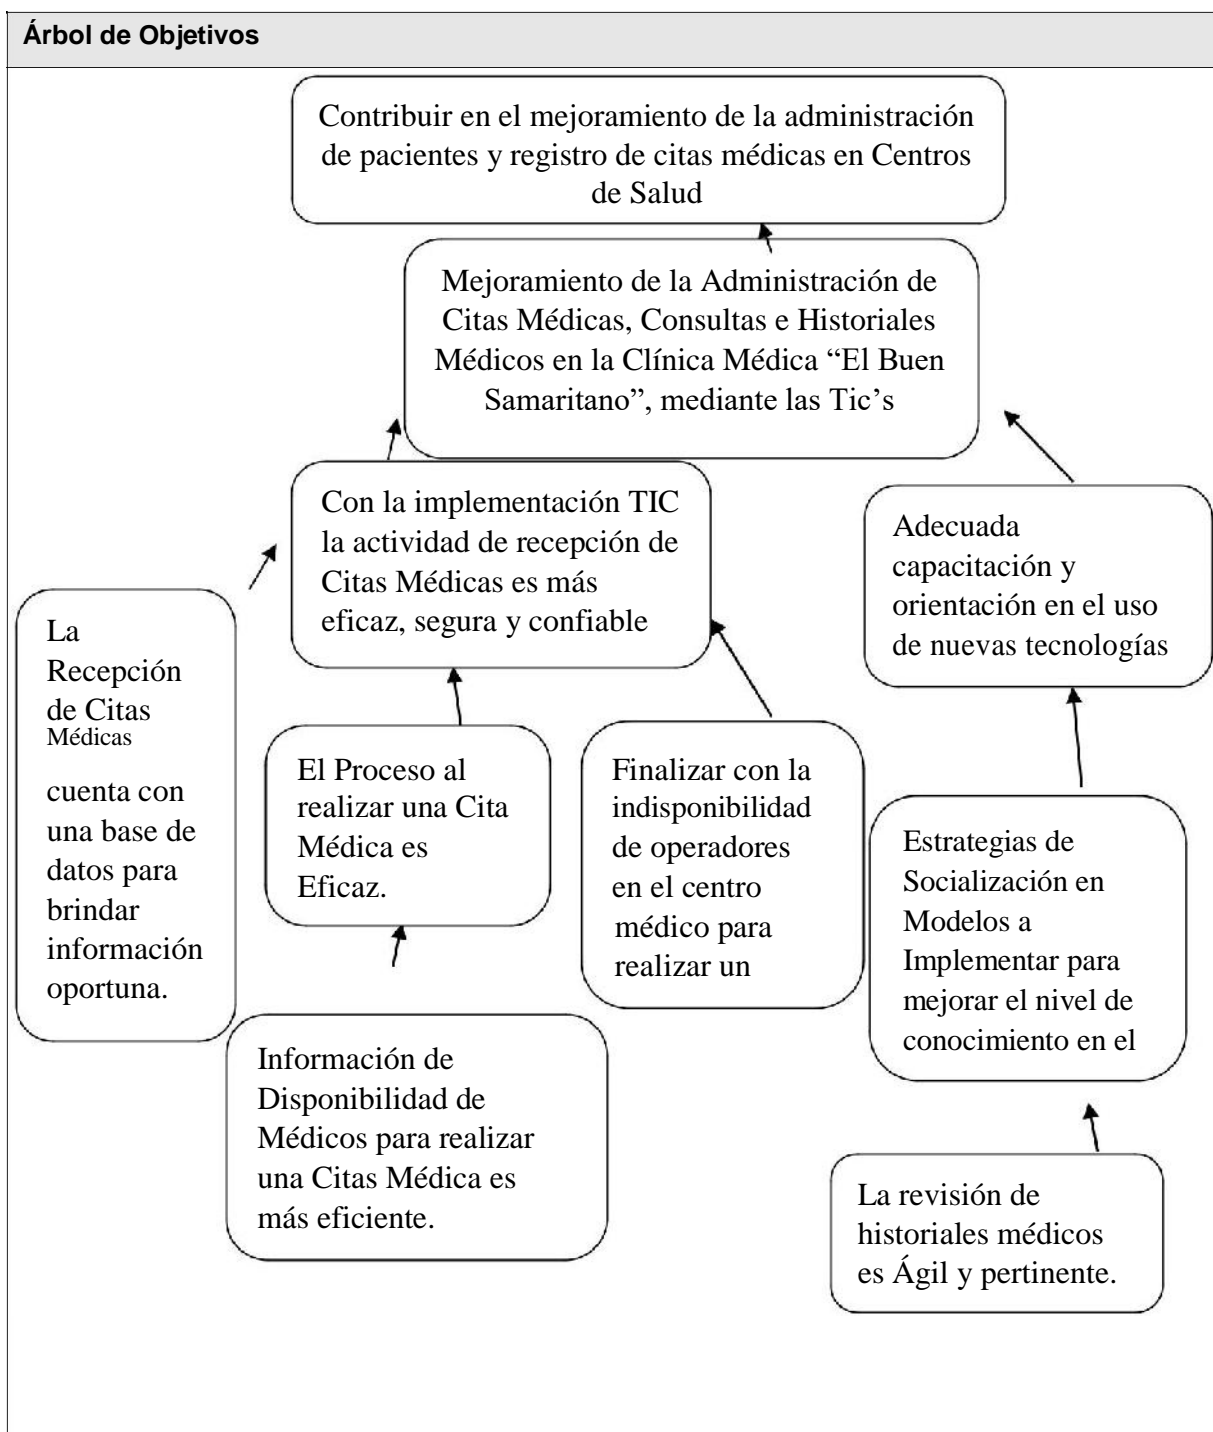 Árbol de Objetivos
Contribuir en el mejoramiento de la administración
de pacientes y registro de citas médicas en Centros
de Salud
Mejoramiento de la Administración de
Citas Médicas, Consultas e Historiales
Médicos en la Clínica Médica “El Buen
Samaritano”, mediante las Tic’s
Con la implementación TIC
la actividad de recepción de
Citas Médicas es más
eficaz, segura y confiable
Adecuada
capacitación y
orientación en el uso
de nuevas tecnologías
La
Recepción
de Citas
Médicas
cuenta con
una base de
datos para
brindar
información
oportuna.
El Proceso al
realizar una Cita
Médica es
Eficaz.
Finalizar con la
indisponibilidad
de operadores
en el centro
médico para
realizar un
Estrategias de
Socialización en
Modelos a
Implementar para
mejorar el nivel de
conocimiento en el
Información de
Disponibilidad de
Médicos para realizar
una Citas Médica es
más eficiente.
La revisión de
historiales médicos
es Ágil y pertinente.